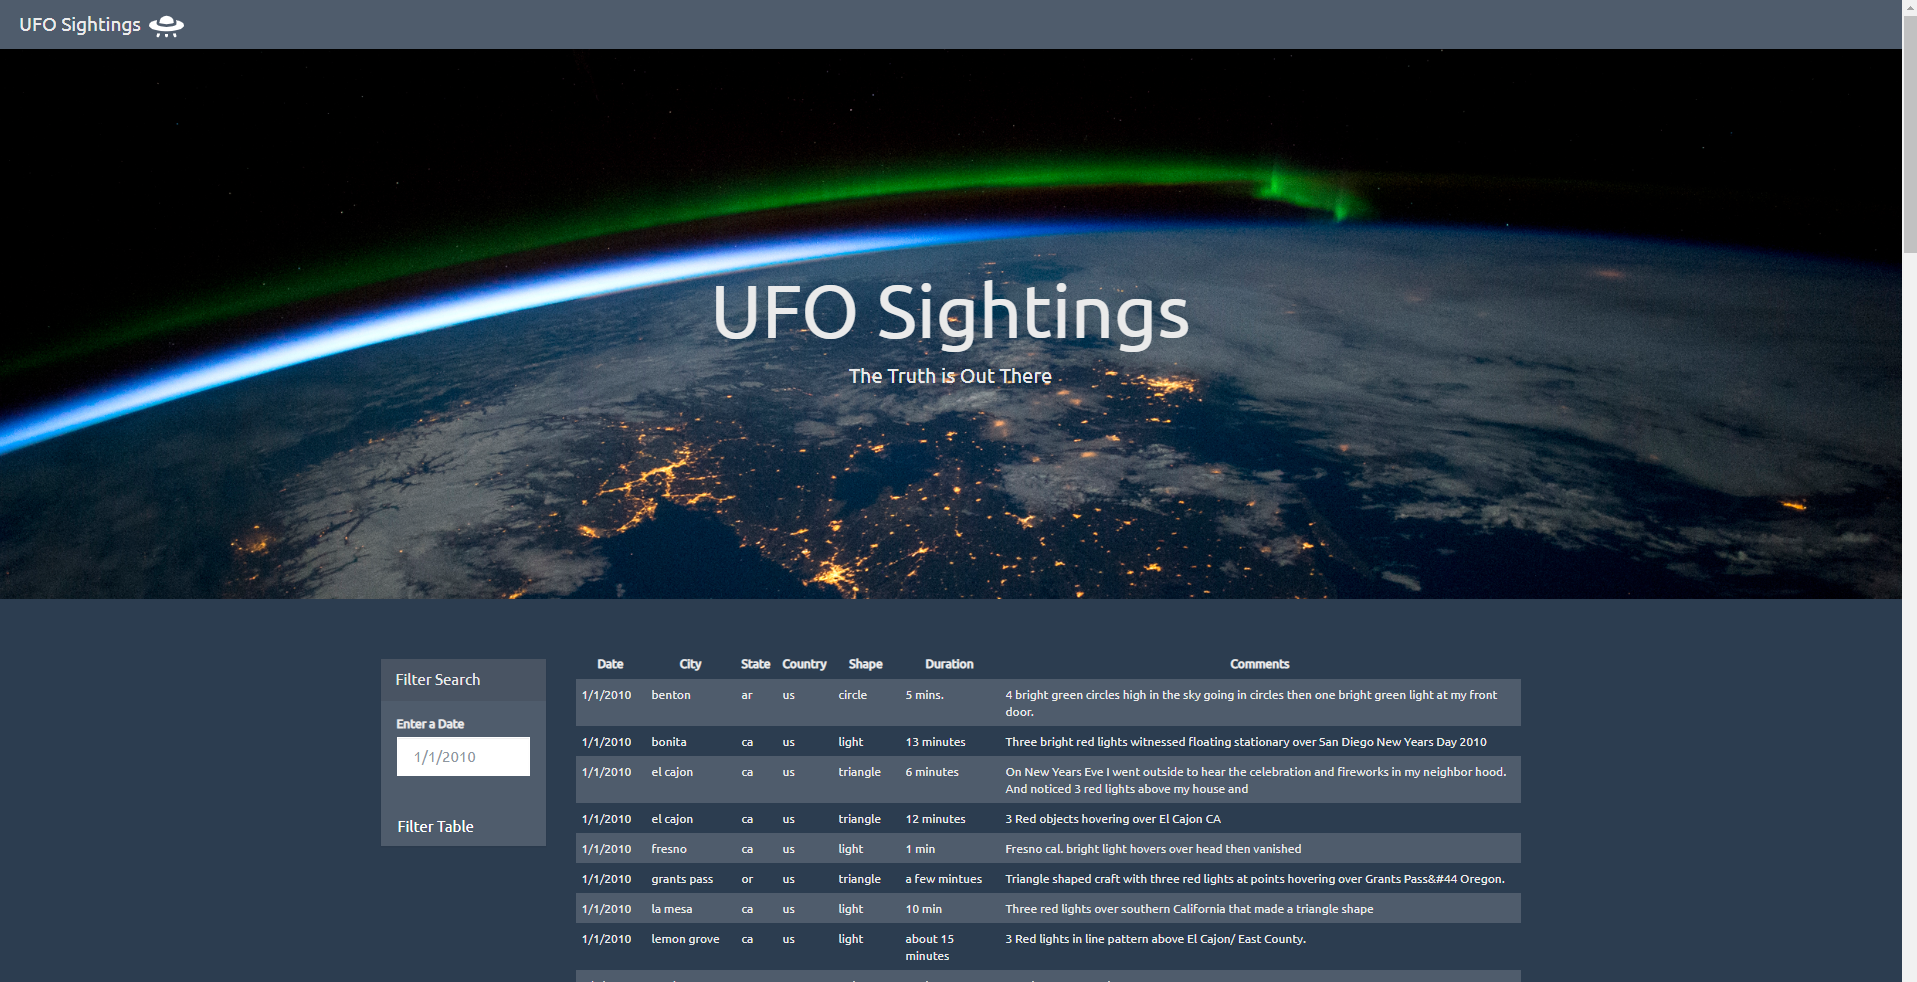 UFO Sightings
UFO Sightings
The Truth is Out There
Filter Search
Enter a Date
1/1/2010
Filter Table
Date City State Country Shape Duration Comments
1/1/2010 benton ar us circle 5 mins. 4 bright green circles high in the sky going in circles then one bright green light at my front
door.
1/1/2010 bonita ca us light 13 minutes Three bright red lights witnessed floating stationary over San Diego New Years Day 2010
1/1/2010 el cajon ca us triangle 6 minutes On New Years Eve I went outside to hear the celebration and fireworks in my neighbor hood.
And noticed 3 red lights above my house and
1/1/2010 el cajon ca us triangle 12 minutes 3 Red objects hovering over El Cajon CA
1/1/2010 fresno ca us light 1 min Fresno cal. bright light hovers over head then vanished
1/1/2010 grants pass or us triangle a few mintues Triangle shaped craft with three red lights at points hovering over Grants Pass&#44 Oregon.
1/1/2010 la mesa ca us light 10 min Three red lights over southern California that made a triangle shape
1/1/2010 lemon grove ca us light about 15 3 Red lights in line pattern above El Cajon/ East County.
minutes